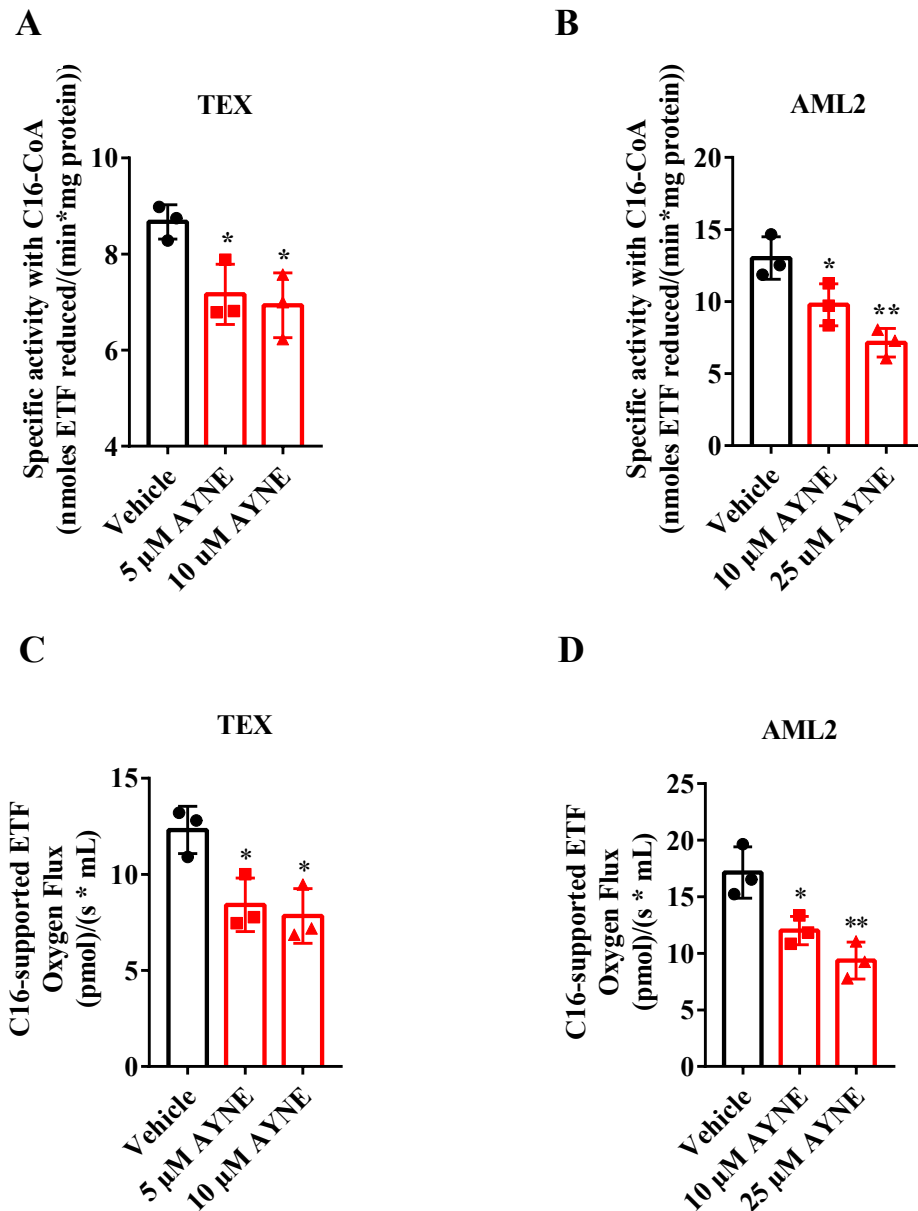 A
TEX
Specific activity with C16-CoA
(nmoles ETF reduced/(min*mg protein))
10
8
6
4
*
*
Vehicle
5 µM AYNE
10 uM AYNE
B
AML2
Specific activity with C16-CoA
(nmoles ETF reduced/(min*mg protein))
20
15
10
5
0
*
**
Vehicle
10 µM AYNE
25 uM AYNE
C
TEX
C16-supported ETF
Oxygen Flux
(pmol)/(s * mL)
15
10
5
0
*
*
Vehicle
5 µM AYNE
10 µM AYNE
D
AML2
C16-supported ETF
Oxygen Flux
(pmol)/(s * mL)
25
20
15
10
5
0
*
**
Vehicle
10 µM AYNE
25 µM AYNE